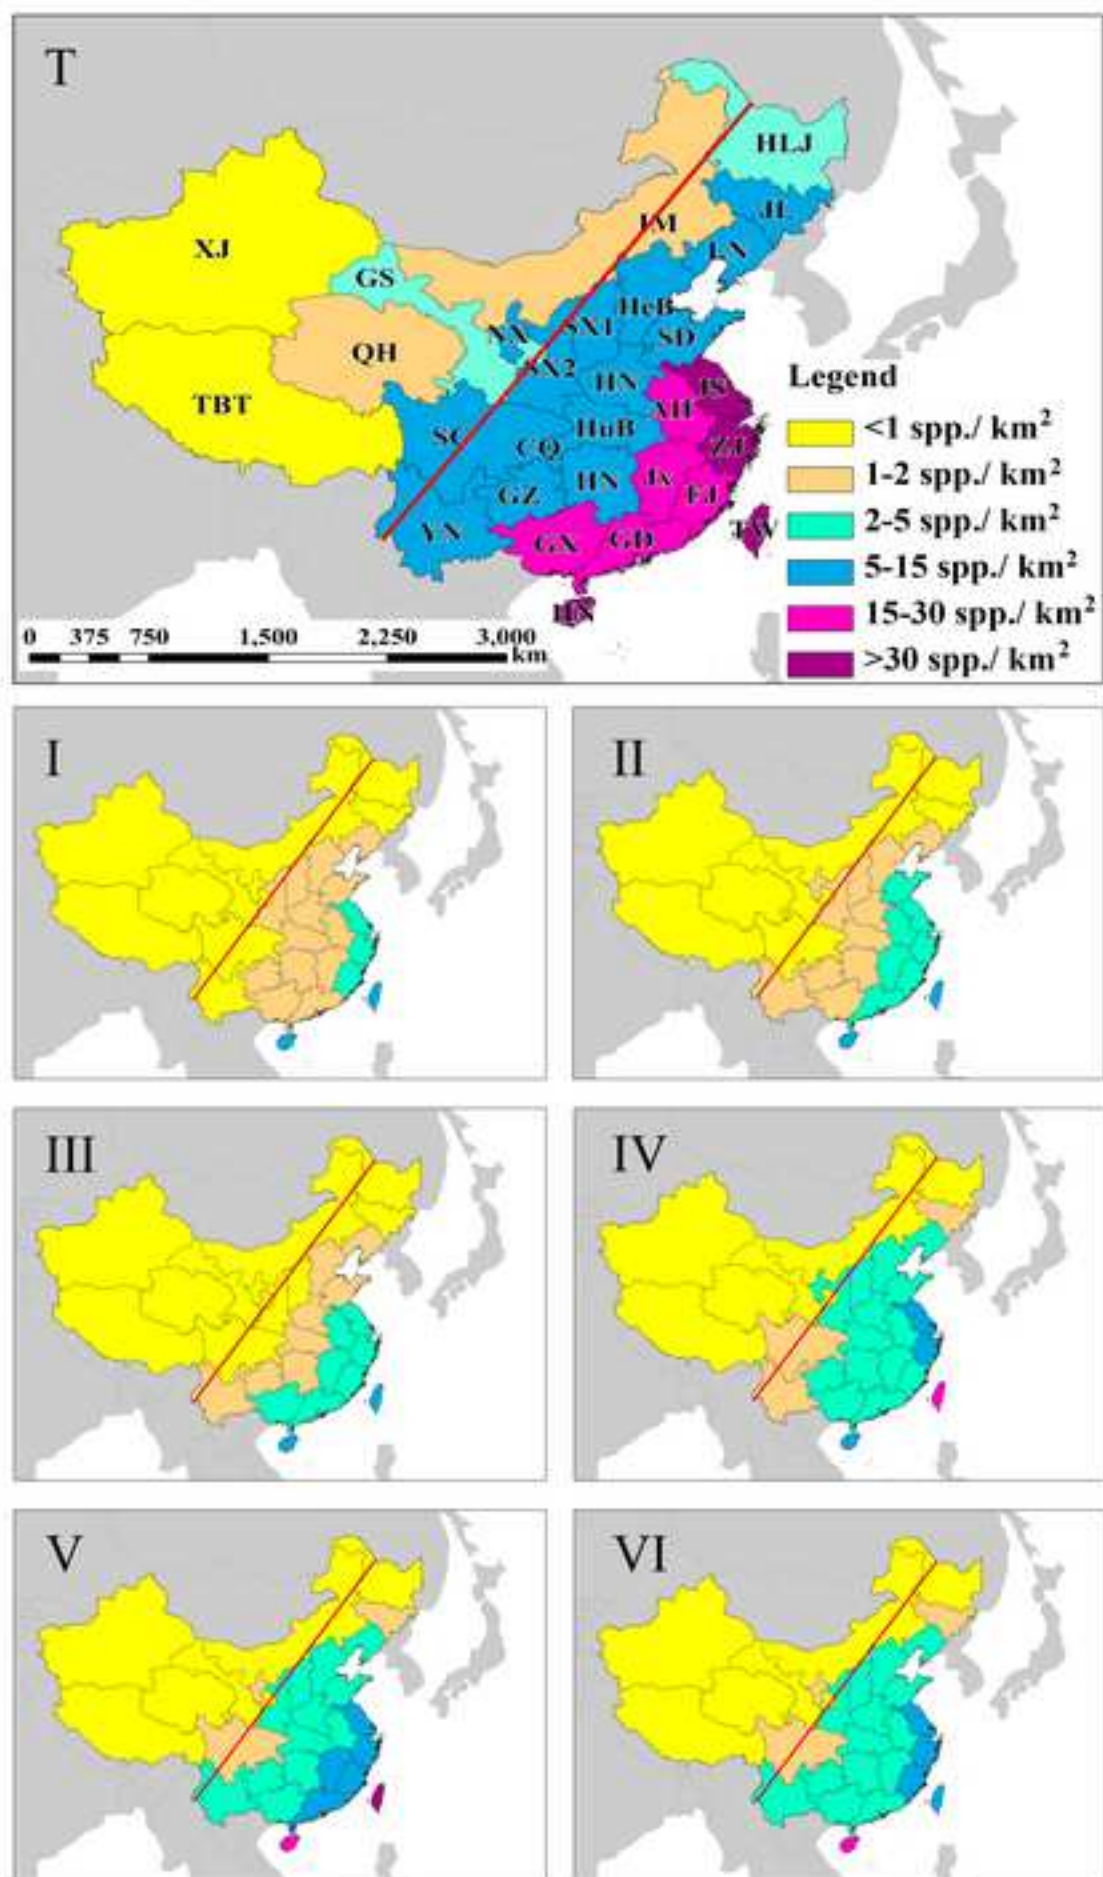 T
HLJ
JL
IM
LN
XJ
GS
HeB
NX
SX1
SD
QH
SX2
HN
JS
TBT
AH
SC
HuB
ZJ
CQ
HN
Jx
GZ
FJ
YN
GX
GD
TW
HN
Legend
<1 spp./ km²
1-2 spp./ km²
2-5 spp./ km²
5-15 spp./ km²
15-30 spp./ km²
>30 spp./ km²
0 375 750 1,500 2,250 3,000
km
I
II
III
IV
V
VI